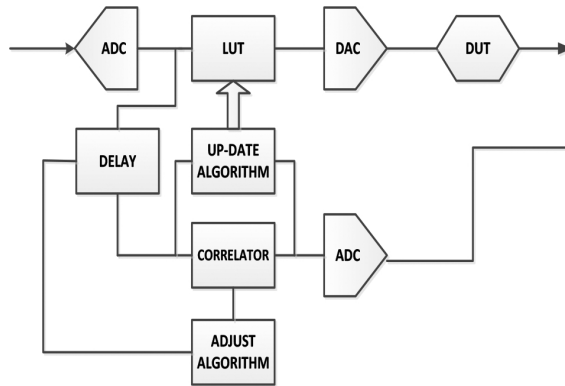 ADC
LUT
DAC
DUT
DELAY
UP-DATE
ALGORITHM
CORRELATOR
ADC
ADJUST
ALGORITHM